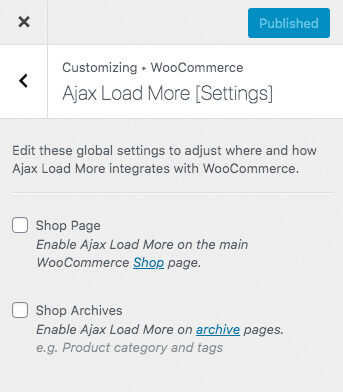 Published
Customizing ▸ WooCommerce
Ajax Load More [Settings]
Edit these global settings to adjust where and how
Ajax Load More integrates with WooCommerce.
Shop Page
Enable Ajax Load More on the main
WooCommerce Shop page.
Shop Archives
Enable Ajax Load More on archive pages.
e.g. Product category and tags